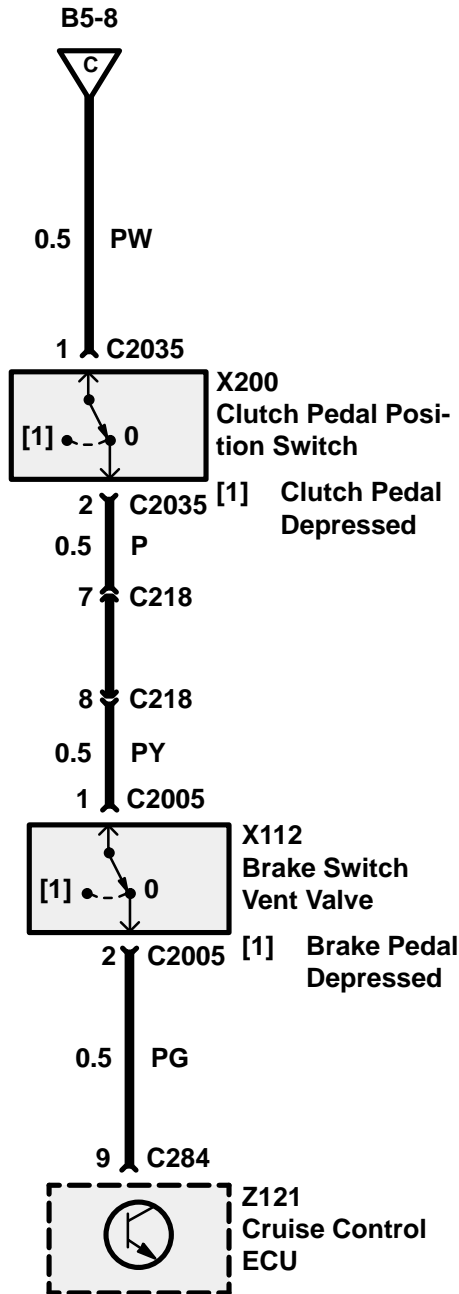 B5-8
C
0.5 PW
1 C2035
X200
Clutch Pedal Posi-
tion Switch
[1] 0
[1] Clutch Pedal
Depressed
2 C2035
0.5 P
7 C218
8 C218
0.5 PY
1 C2005
X112
Brake Switch
Vent Valve
[1] 0
[1] Brake Pedal
Depressed
2 C2005
0.5 PG
9 C284
Z121
Cruise Control
ECU